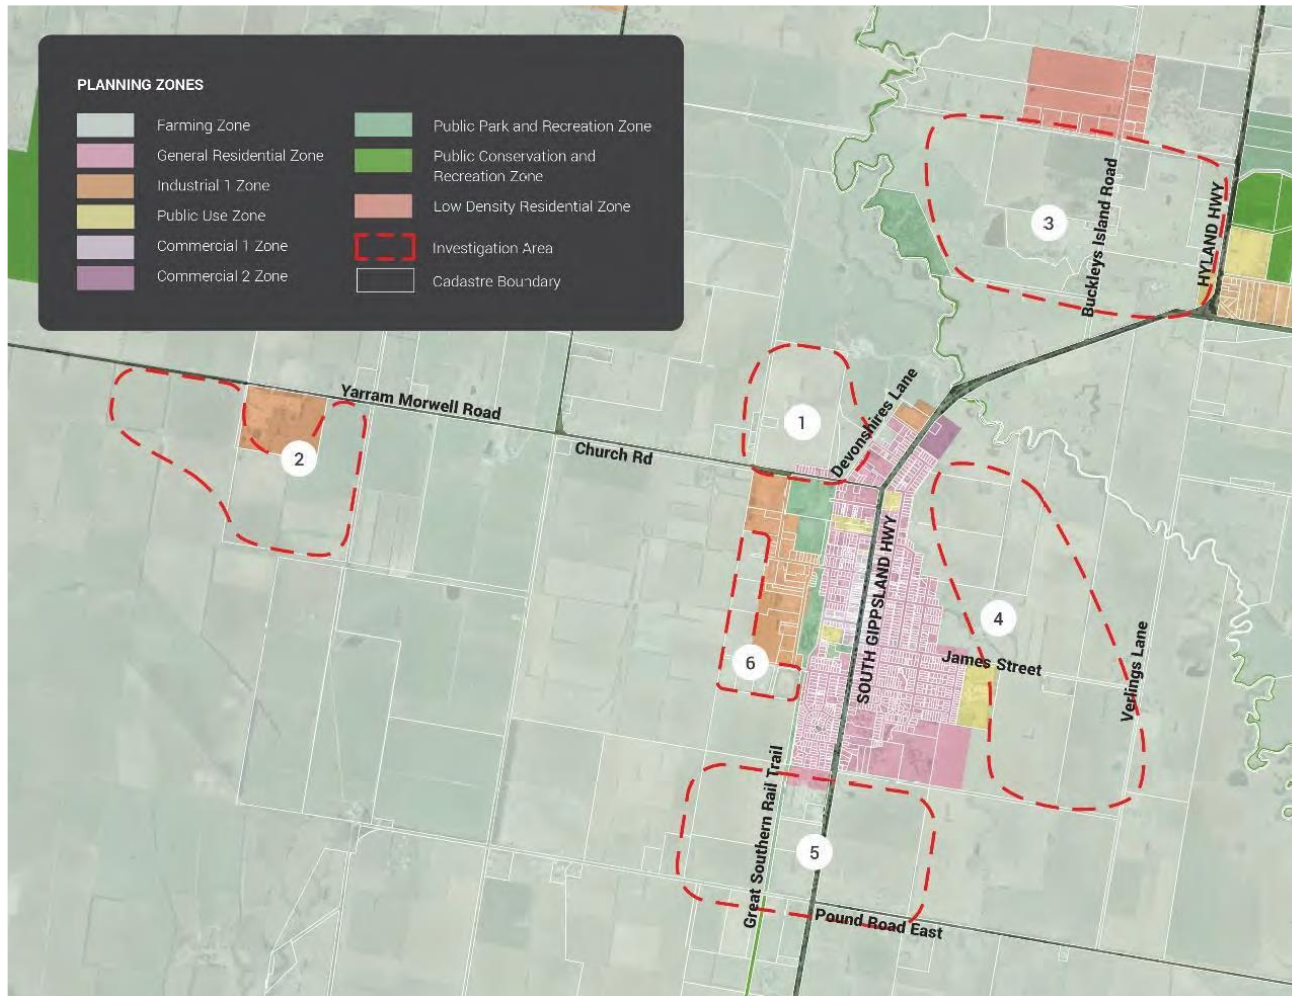 PLANNING ZONES
Farming Zone
General Residential Zone
Industrial 1 Zone
Public Use Zone
Commercial 1 Zone
Commercial 2 Zone
Public Park and Recreation Zone
Public Conservation and
Recreation Zone
Low Density Residential Zone
Investigation Area
Cadastre Boundary
3
Buckleys Island Road
HYLAND HWY
Yarram Morwell Road
2
Church Rd
1
Devonshires Lane
SOUTH GIPPSLAND HWY
4
James Street
Verlings Lane
6
Great Southern Rail Trail
5
Pound Road East